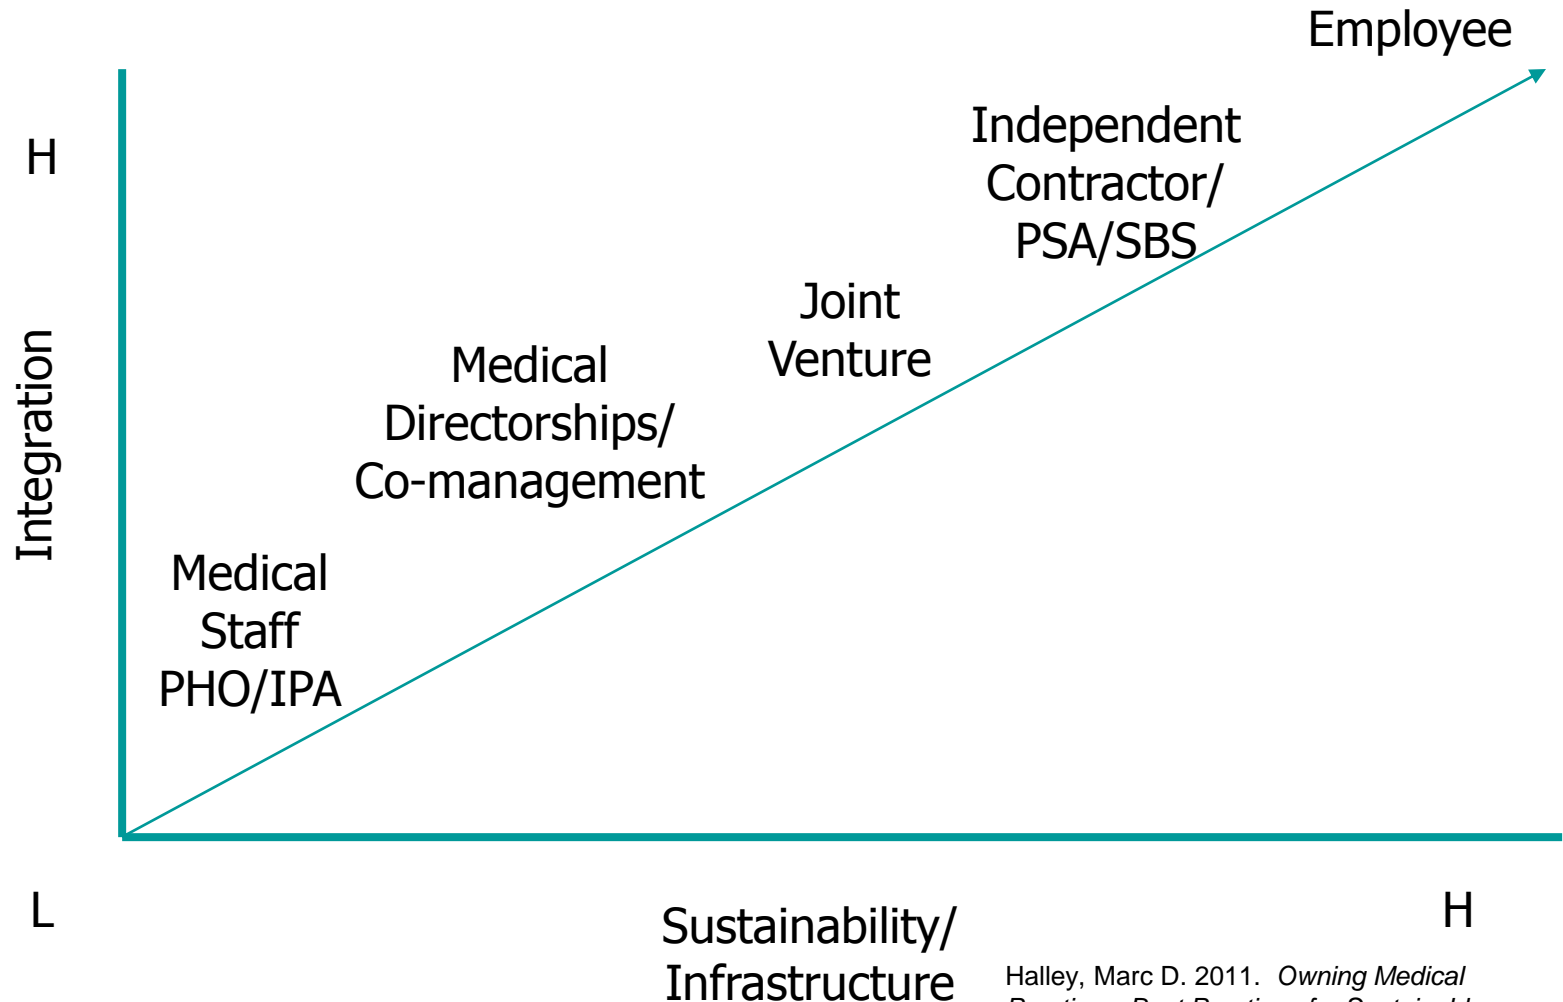 Employee
Independent
Contractor/
PSA/SBS
H
Joint
Venture
Medical
Directorships/
Co-management
Integration
Medical
Staff
PHO/IPA
L
H
Sustainability/
Infrastructure
Halley, Marc D. 2011. Owning Medical